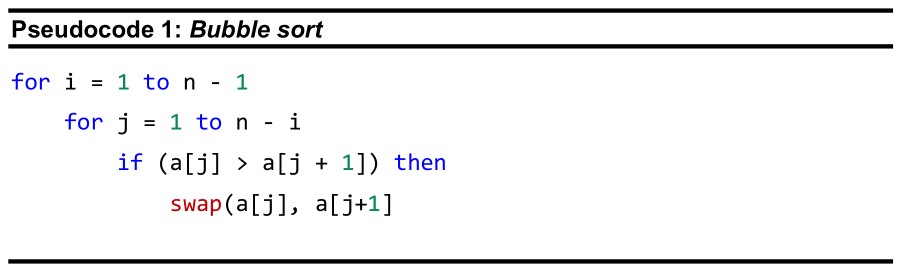 Pseudocode 1: Bubble sort
for i = 1 to n - 1
for j = 1 to n - i
if (a[j] > a[j + 1]) then
swap(a[j], a[j+1]